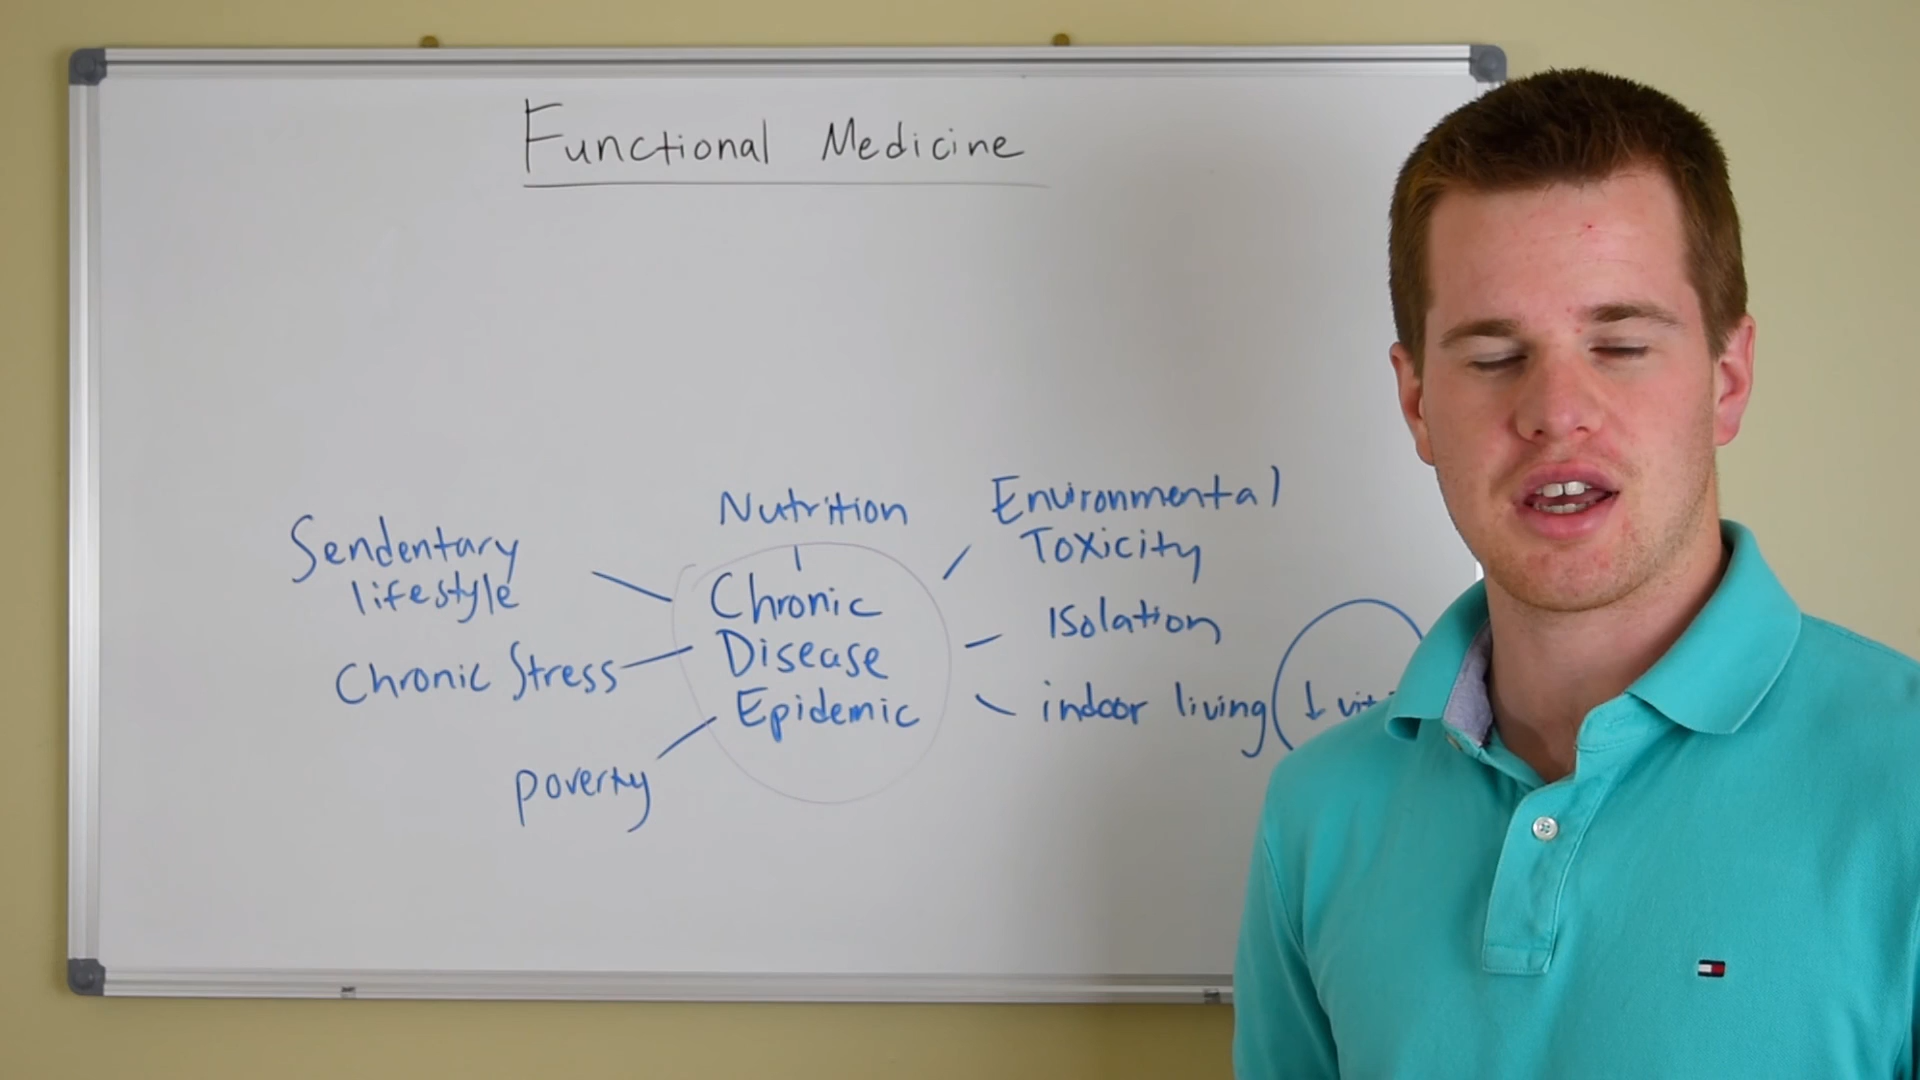 Functional Medicine
Nutrition
Environmental
Toxicity
Sendentary
lifestyle
Chronic
Disease
Epidemic
Isolation
Chronic Stress
indoor living
poverty